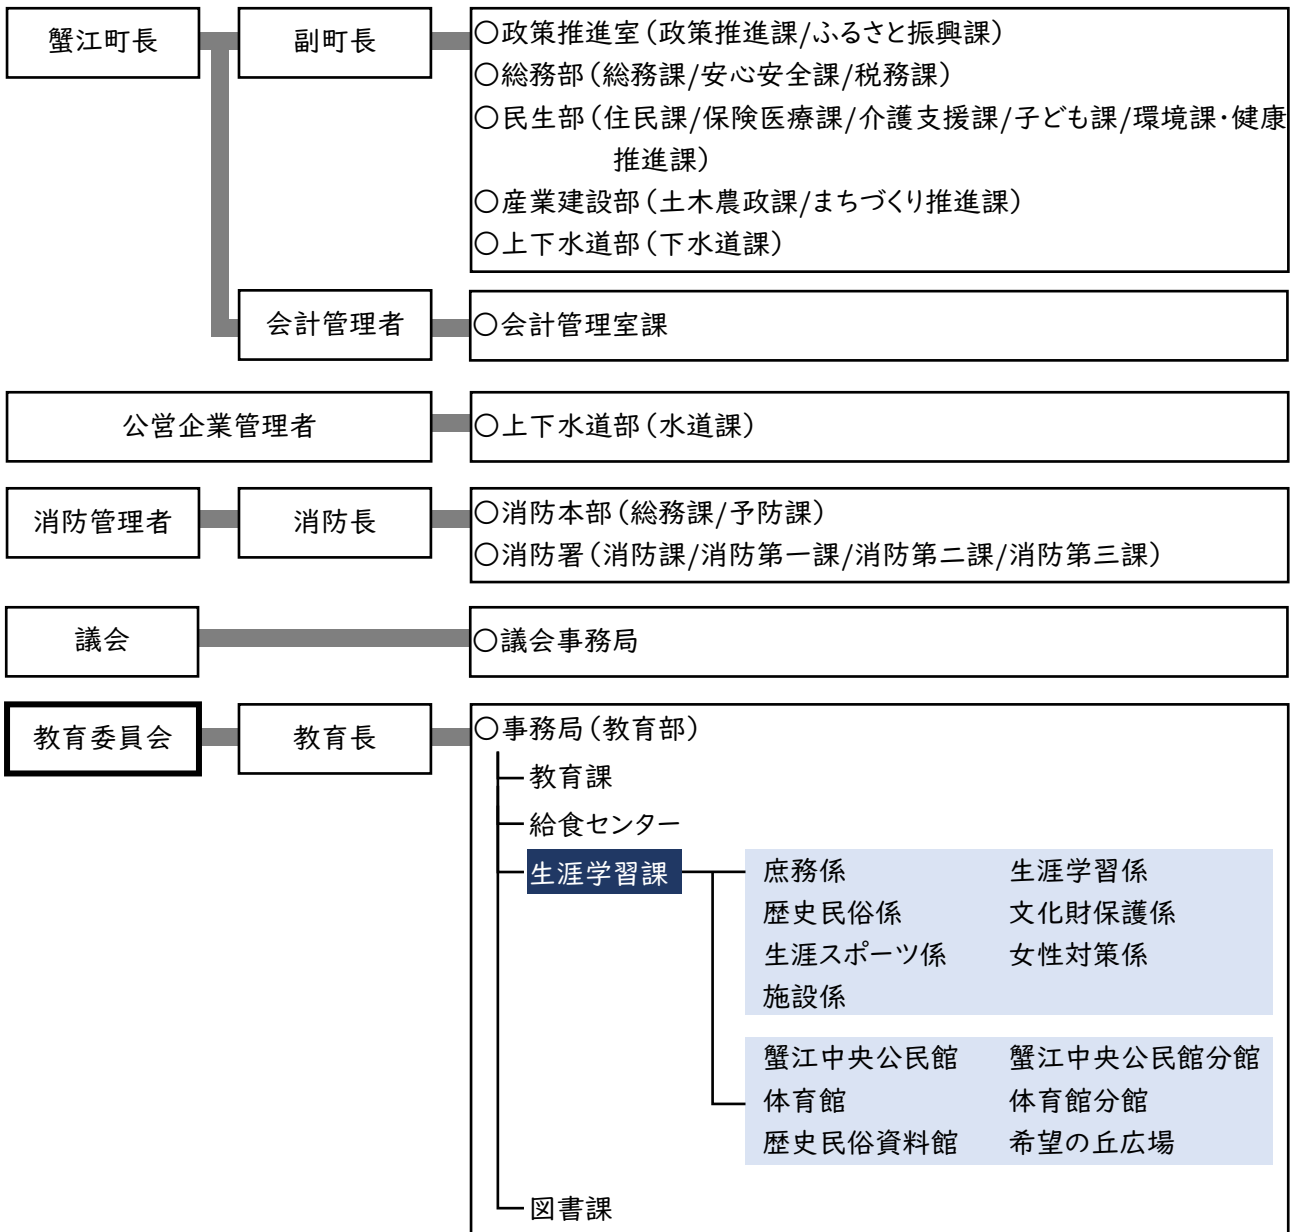 蟹江町長
副町長
○政策推進室(政策推進課/ふるさと振興課)
○総務部(総務課/安心安全課/税務課)
○民生部(住民課/保険医療課/介護支援課/子ども課/環境課・健康
推進課)
○産業建設部(土木農政課/まちづくり推進課)
○上下水道部(下水道課)
会計管理者
○会計管理室課
公営企業管理者
○上下水道部(水道課)
消防管理者
消防長
○消防本部(総務課/予防課)
○消防署(消防課/消防第一課/消防第二課/消防第三課)
議会
○議会事務局
教育委員会
教育長
○事務局(教育部)
教育課
給食センター
生涯学習課
庶務係
生涯学習係
歴史民俗係
文化財保護係
生涯スポーツ係
女性対策係
施設係
蟹江中央公民館
蟹江中央公民館分館
体育館
体育館分館
歴史民俗資料館
希望の丘広場
図書課